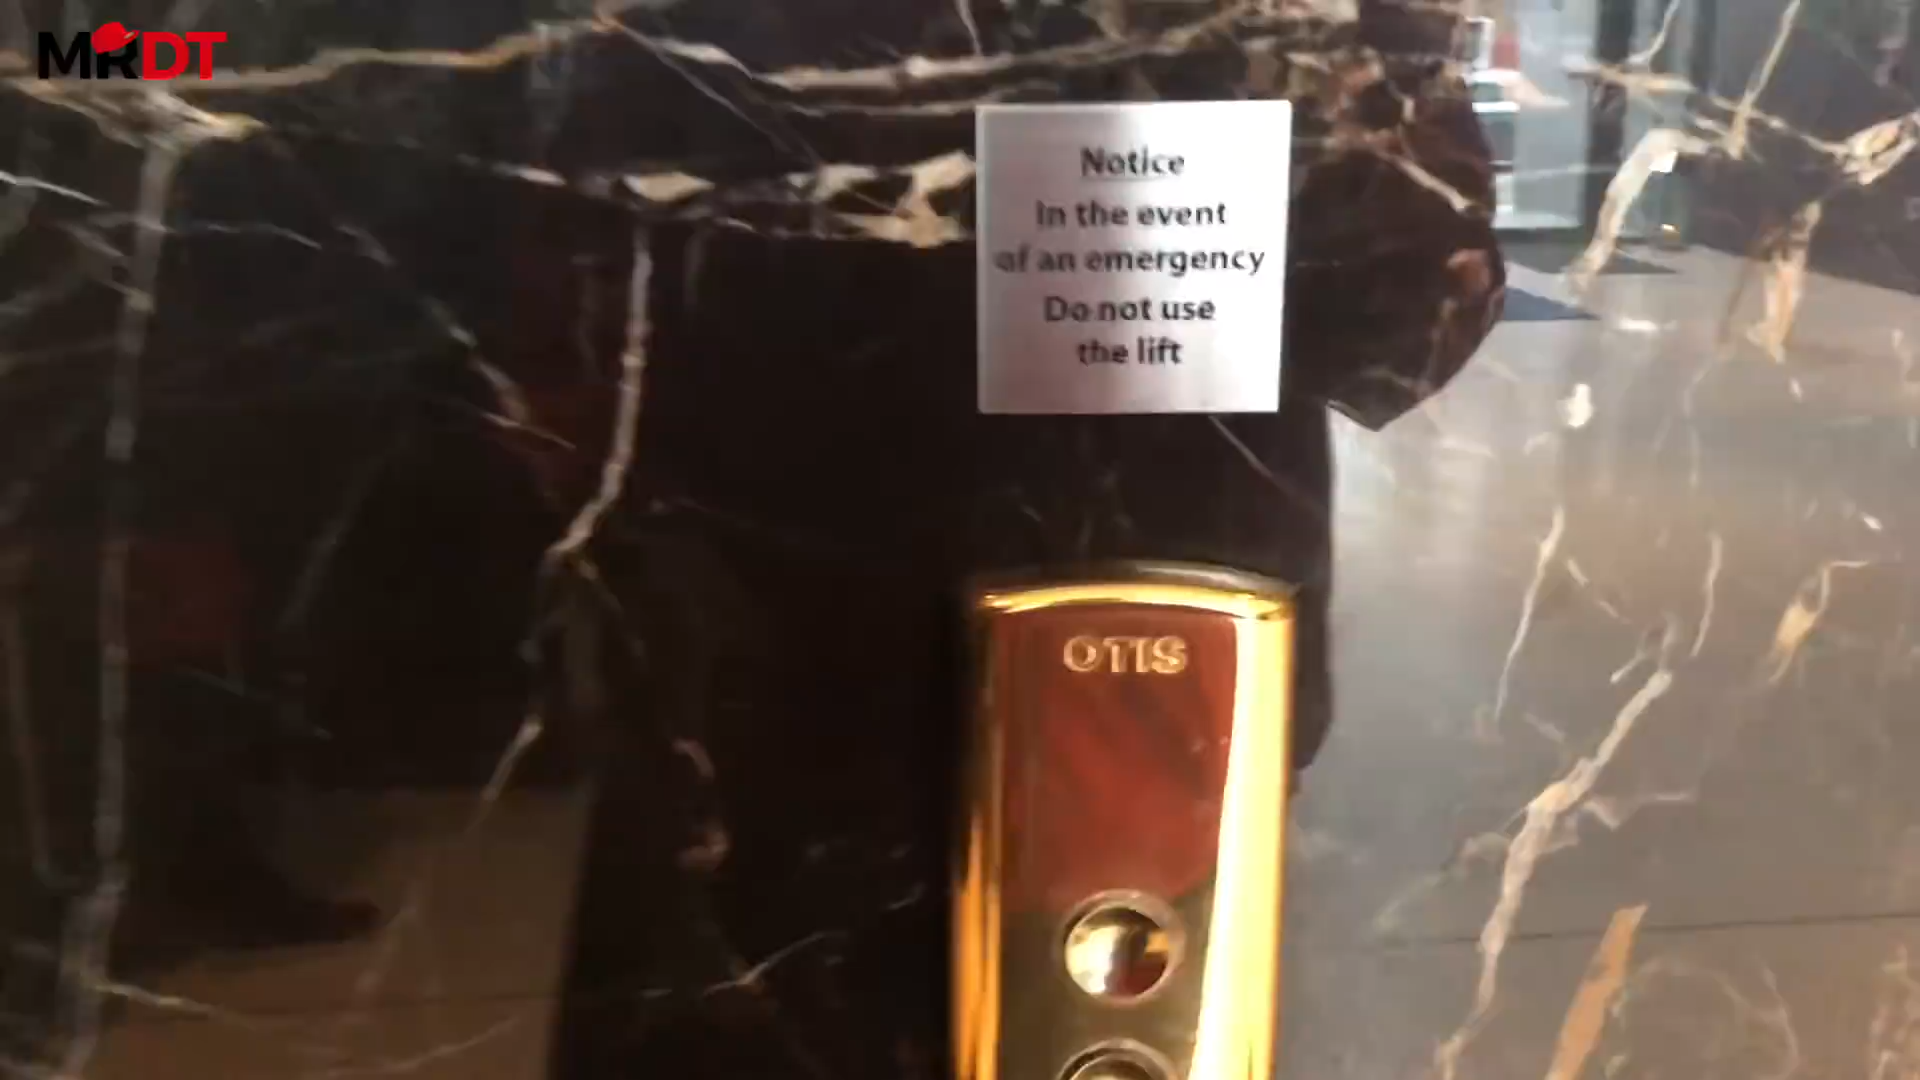 MRDT
Notice
In the event
of an emergency
Do not use
the lift
OTIS